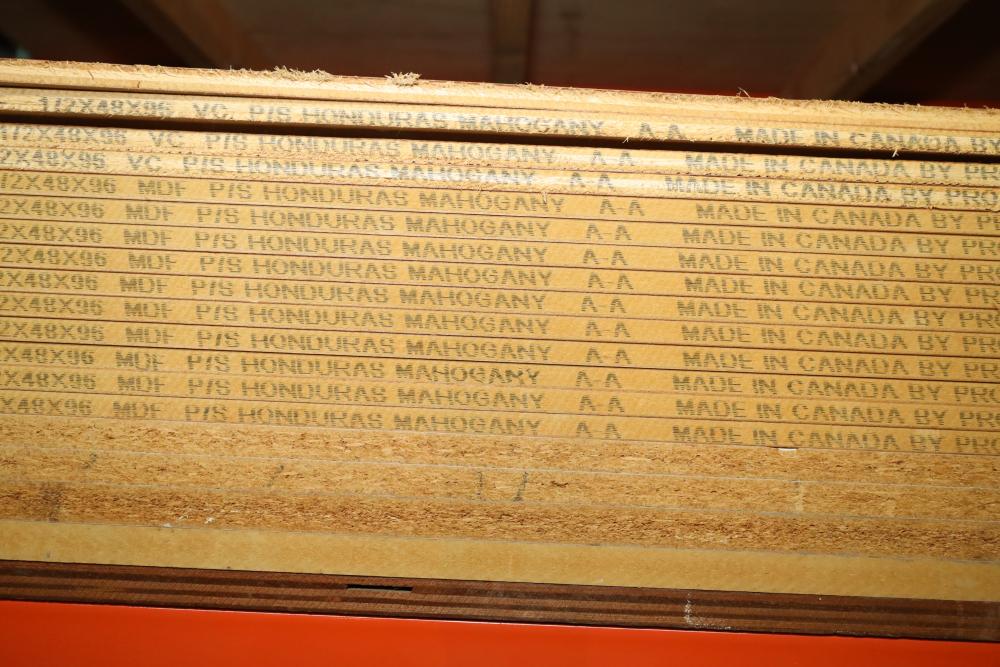 1/2X48X96 VC P/S HONDURAS MAHOGANY A-A MADE IN CANADA BY
1/2X48X96 VC P/S HONDURAS MAHOGANY A-A MADE IN CANADA BY PR
/2X48X96 VC P/S HONDURAS MAHOGANY A-A MADE IN CANADA BY PRO
1/2X48X96 MDF P/S HONDURAS MAHOGANY A-A MADE IN CANADA BY
/2X48X96 MDF P/S HONDURAS MAHOGANY A-A MADE IN CANADA BY PR
/2X48X96 MDF P/S HONDURAS MAHOGANY A-A MADE IN CANADA BY PRO
/2X48X96 MDF P/S HONDURAS MAHOGANY A-A MADE IN CANADA BY PRO
/2X48X96 MDF P/S HONDURAS MAHOGANY A-A MADE IN CANADA BY PRO
2X48X96 MDF P/S HONDURAS MAHOGANY A-A MADE IN CANADA BY PRO
2X48X96 MDF P/S HONDURAS MAHOGANY A-A MADE IN CANADA BY PRO
X48X96 MDF P/S HONDURAS MAHOGANY A-A MADE IN CANADA BY PRO
X48X96 MDF P/S HONDURAS MAHOGANY A-A MADE IN CANADA BY PRO
X48X96 MDF P/S HONDURAS MAHOGANY A-A MADE IN CANADA BY PRO